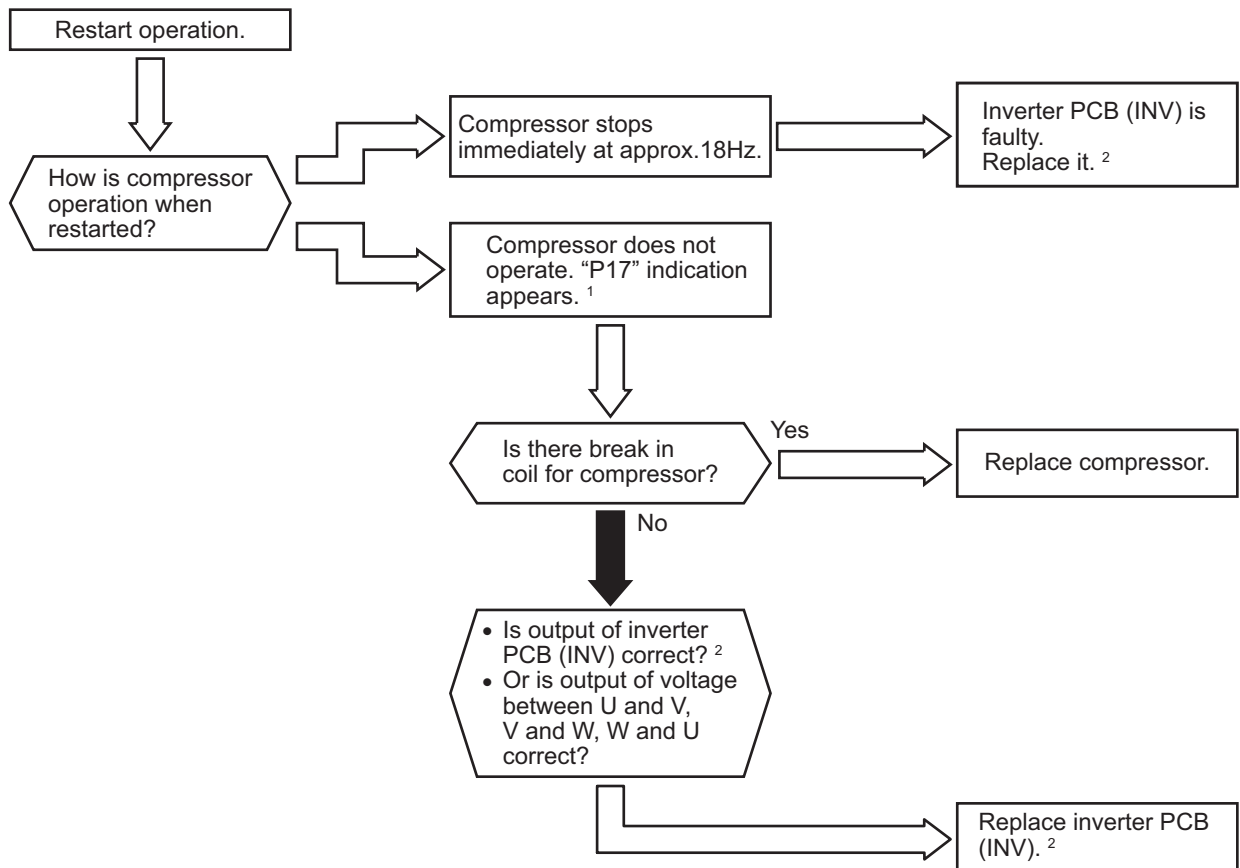 Restart operation.
How is compressor
operation when
restarted?
Compressor stops
immediately at approx.18Hz.
Inverter PCB (INV) is
faulty.
Replace it. 2
Compressor does not
operate. “P17” indication
appears. 1
Is there break in
coil for compressor?
Yes
Replace compressor.
No
• Is output of inverter
PCB (INV) correct? 2
• Or is output of voltage
between U and V,
V and W, W and U
correct?
Replace inverter PCB
(INV). 2